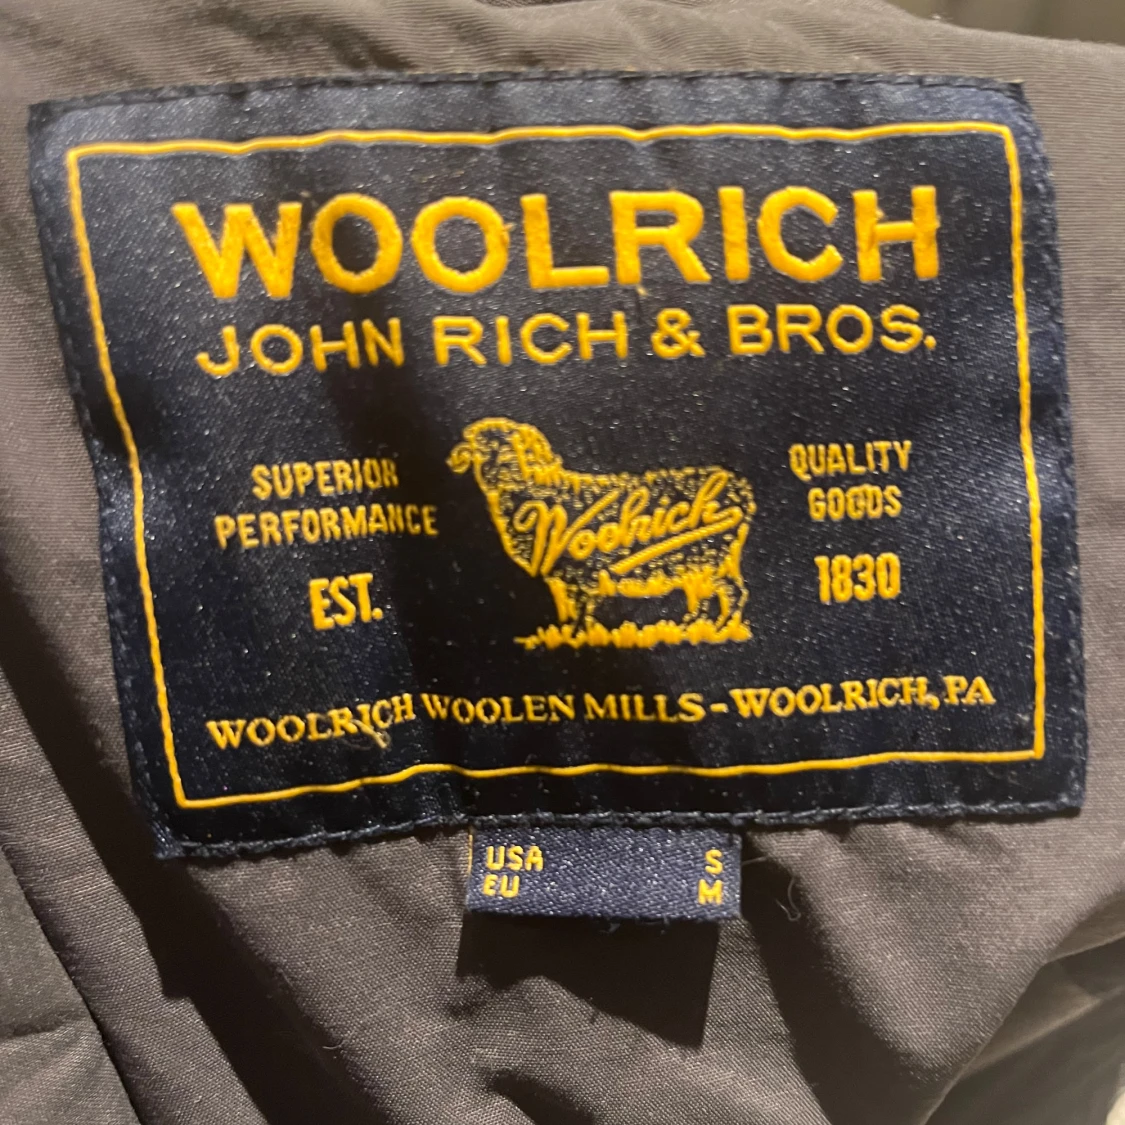 WOOLRICH
JOHN RICH & BROS.
SUPERIOR
PERFORMANCE
EST.
Woolrich
QUALITY
GOODS
1830
WOOLRICH WOOLEN MILLS - WOOLRICH, PA
USA S
EU M